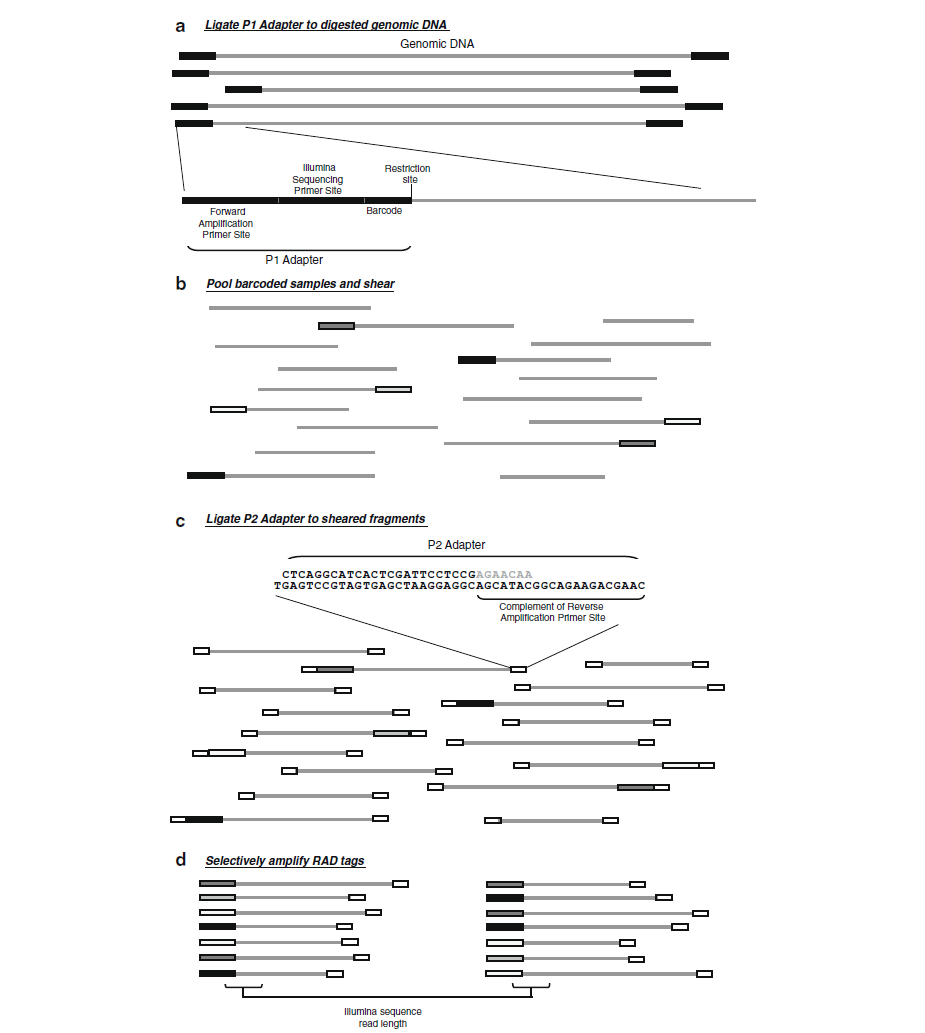 a Ligate P1 Adapter to digested genomic DNA
Genomic DNA
Illumina
Sequencing
Primer Site
Restriction
site
Forward
Amplification
Primer Site
Barcode
P1 Adapter
b Pool barcoded samples and shear
c Ligate P2 Adapter to sheared fragments
P2 Adapter
CTCAGGCATCACTCGATTCCTCCGAGAACAA
TGAGTCCGTAGTGAGCTAAGGAGGCAGCATACGGCAGAAGACGAAC
Complement of Reverse
Amplification Primer Site
d Selectively amplify RAD tags
Illumina sequence
read length